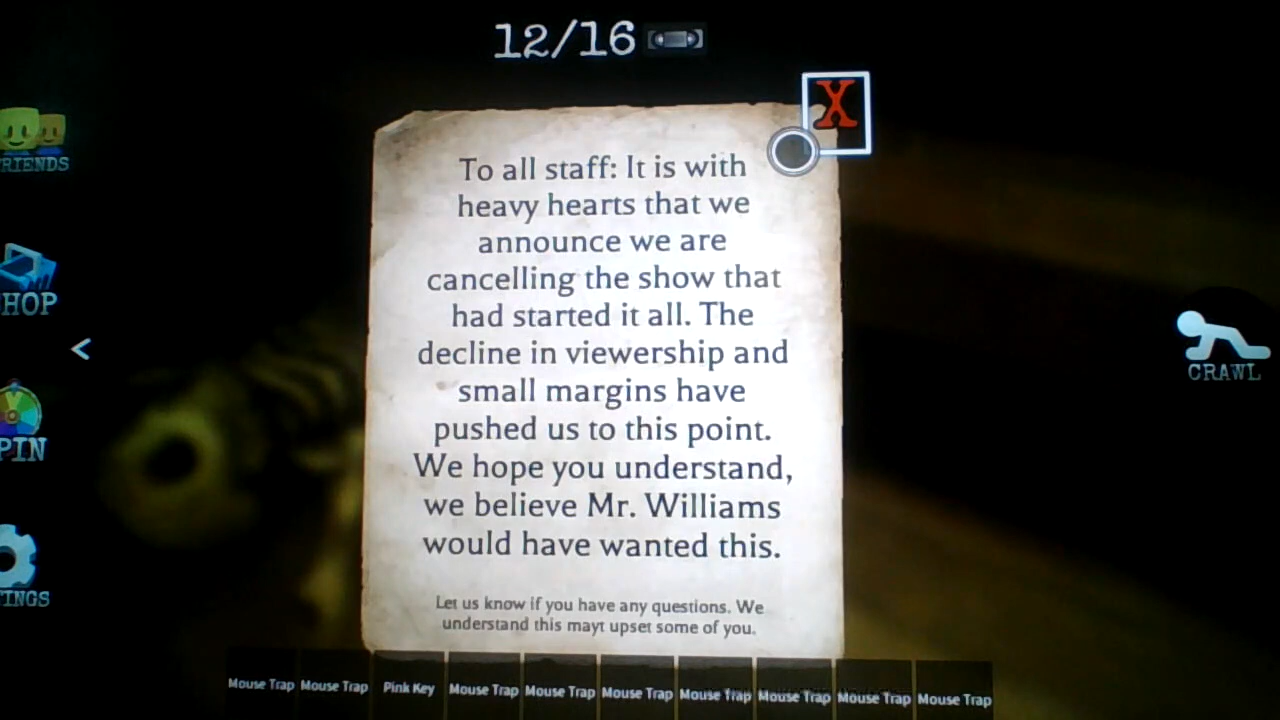 12/16
X
RIENDS
HOP
<
PIN
INGS
CRAWL
To all staff: It is with
heavy hearts that we
announce we are
cancelling the show that
had started it all. The
decline in viewership and
small margins have
pushed us to this point.
We hope you understand,
we believe Mr. Williams
would have wanted this.
Let us know if you have any questions. We
understand this mayt upset some of you.
Mouse Trap Mouse Trap Pink Key Mouse Trap Mouse Trap Mouse Trap Mouse Trap Mouse Trap Mouse Trap Mouse Trap